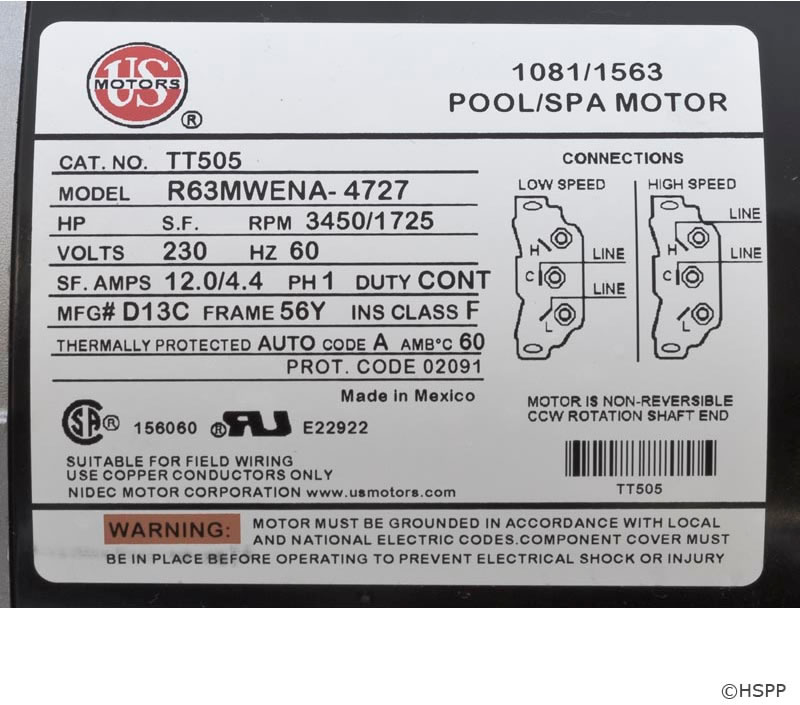 US
MOTORS
®
1081/1563
POOL/SPA MOTOR
CAT. NO. TT505
MODEL R63MWENA- 4727
HP S.F. RPM 3450/1725
VOLTS 230 HZ 60
SF. AMPS 12.0/4.4 PH 1 DUTY CONT
MFG# D13C FRAME 56Y INS CLASS F
THERMALLY PROTECTED AUTO CODE A AMB°C 60
PROT. CODE 02091
Made in Mexico
CONNECTIONS
LOW SPEED HIGH SPEED
H LINE
C LINE
L
H LINE
C LINE
L
MOTOR IS NON-REVERSIBLE
CCW ROTATION SHAFT END
SA® 156060 ®RU E22922
TT505
SUITABLE FOR FIELD WIRING
USE COPPER CONDUCTORS ONLY
NIDEC MOTOR CORPORATION www.usmotors.com
WARNING: MOTOR MUST BE GROUNDED IN ACCORDANCE WITH LOCAL
AND NATIONAL ELECTRIC CODES.COMPONENT COVER MUST
BE IN PLACE BEFORE OPERATING TO PREVENT ELECTRICAL SHOCK OR INJURY
©HSPP